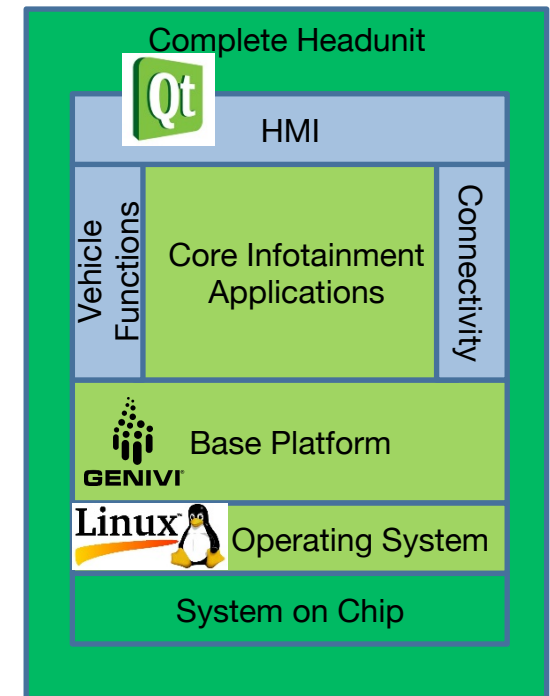 Complete Headunit
Qt
HMI
Vehicle
Functions
Core Infotainment
Applications
Connectivity
GENIVI
Base Platform
Linux
Operating System
System on Chip